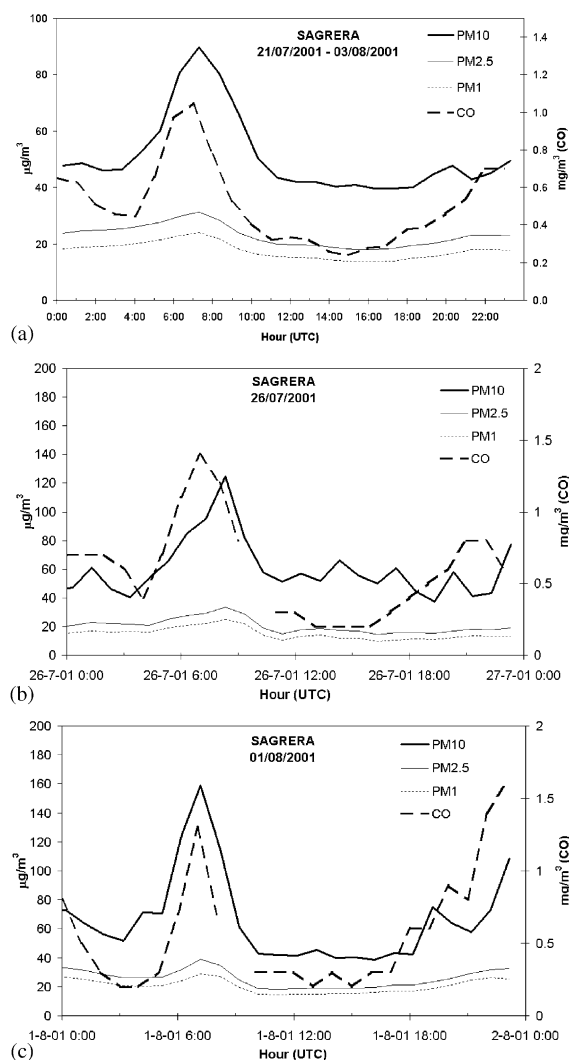 SAGRERA
21/07/2001 - 03/08/2001
PM10
PM2.5
PM1
CO
100
80
60
40
20
0
µg/m³
1.4
1.2
1.0
0.8
0.6
0.4
0.2
0.0
mg/m³ (CO)
0:00 2:00 4:00 6:00 8:00 10:00 12:00 14:00 16:00 18:00 20:00 22:00
Hour (UTC)
(a)
SAGRERA
26/07/2001
PM10
PM2.5
PM1
CO
200
180
160
140
120
100
80
60
40
20
0
µg/m³
2
1.5
1
0.5
0
mg/m³ (CO)
26-7-01 0:00 26-7-01 6:00 26-7-01 12:00 26-7-01 18:00 27-7-01 0:00
Hour (UTC)
(b)
SAGRERA
01/08/2001
PM10
PM2.5
PM1
CO
200
180
160
140
120
100
80
60
40
20
0
µg/m³
2
1.5
1
0.5
0
mg/m³ (CO)
1-8-01 0:00 1-8-01 6:00 1-8-01 12:00 1-8-01 18:00 2-8-01 0:00
Hour (UTC)
(c)